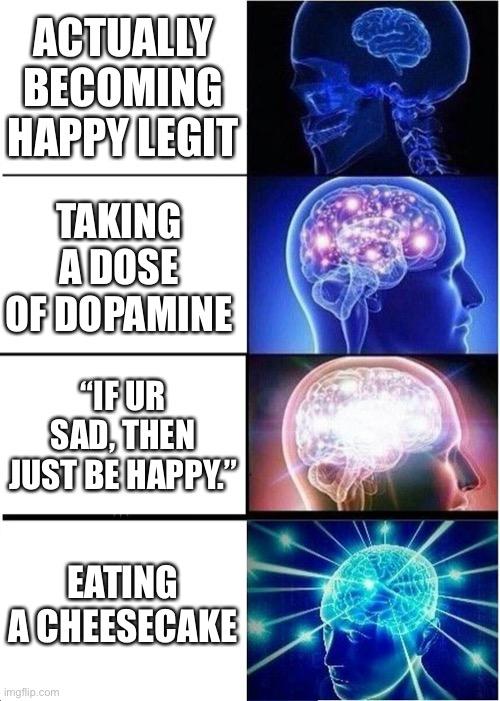 ACTUALLY
BECOMING
HAPPY LEGIT
TAKING
A DOSE
OF DOPAMINE
“IF UR
SAD, THEN
JUST BE HAPPY.”
EATING
A CHEESECAKE
imgflip.com